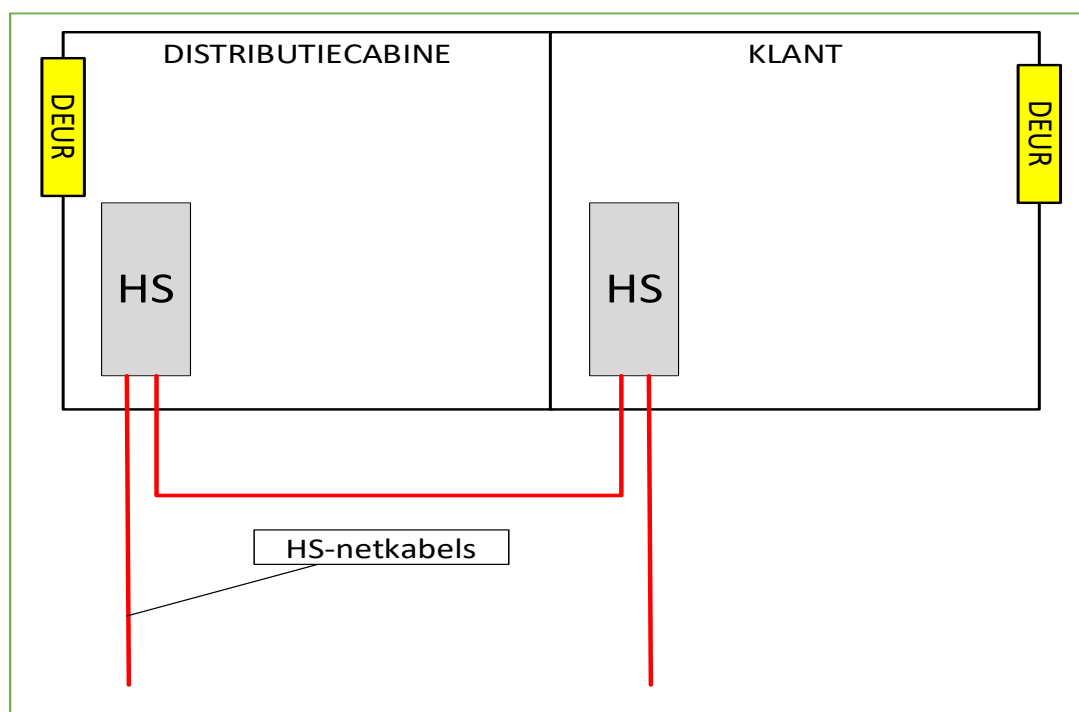 DISTRIBUTIECABINE
KLANT
DEUR
DEUR
HS
HS
HS-netkabels